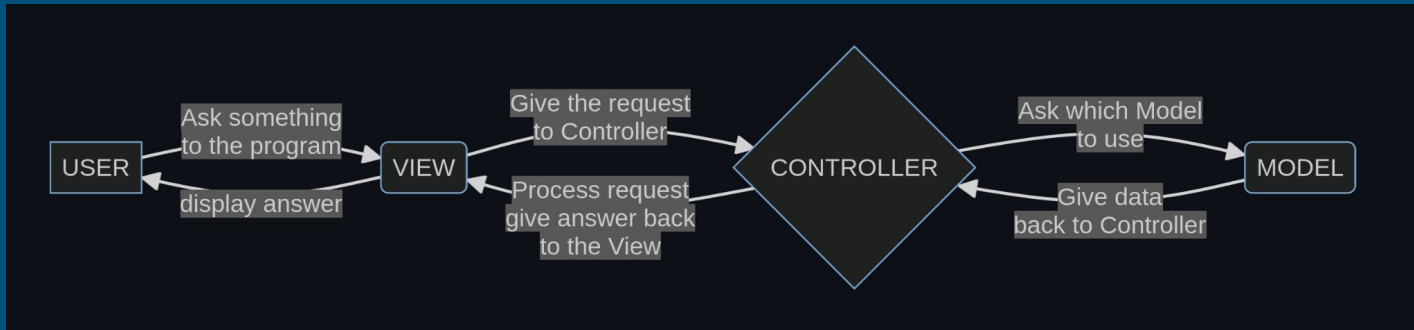 USER
Ask something
to the program
display answer
VIEW
Give the request
to Controller
Process request
give answer back
to the View
CONTROLLER
Ask which Model
to use
Give data
back to Controller
MODEL